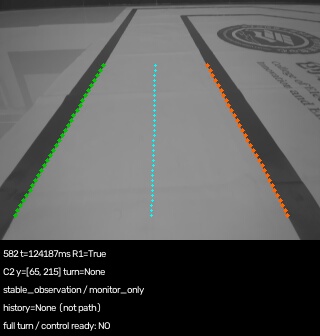 582 t=124187ms R1=True
C2 y=[65, 215] turn=None
stable_observation / monitor_only
history=None (not path)
full turn / control ready: NO